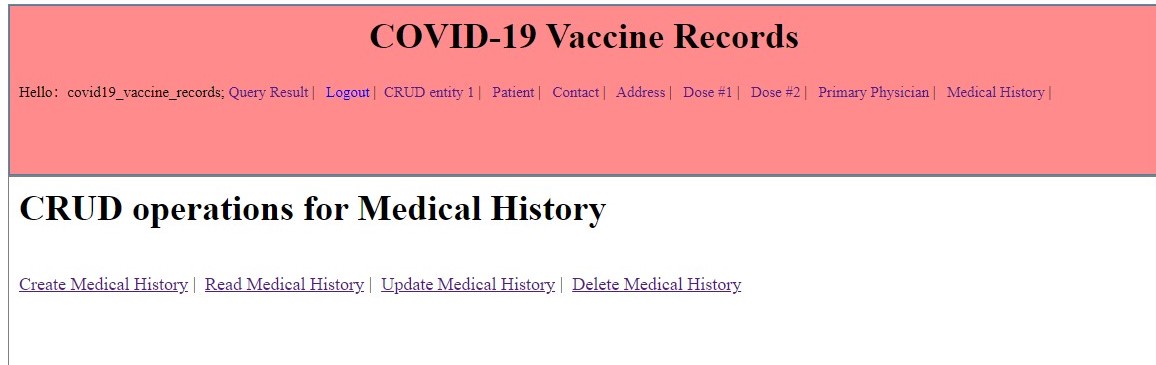 COVID-19 Vaccine Records
Hello: covid19_vaccine_records; Query Result | Logout | CRUD entity 1 | Patient | Contact | Address | Dose #1 | Dose #2 | Primary Physician | Medical History |
CRUD operations for Medical History
Create Medical History | Read Medical History | Update Medical History | Delete Medical History